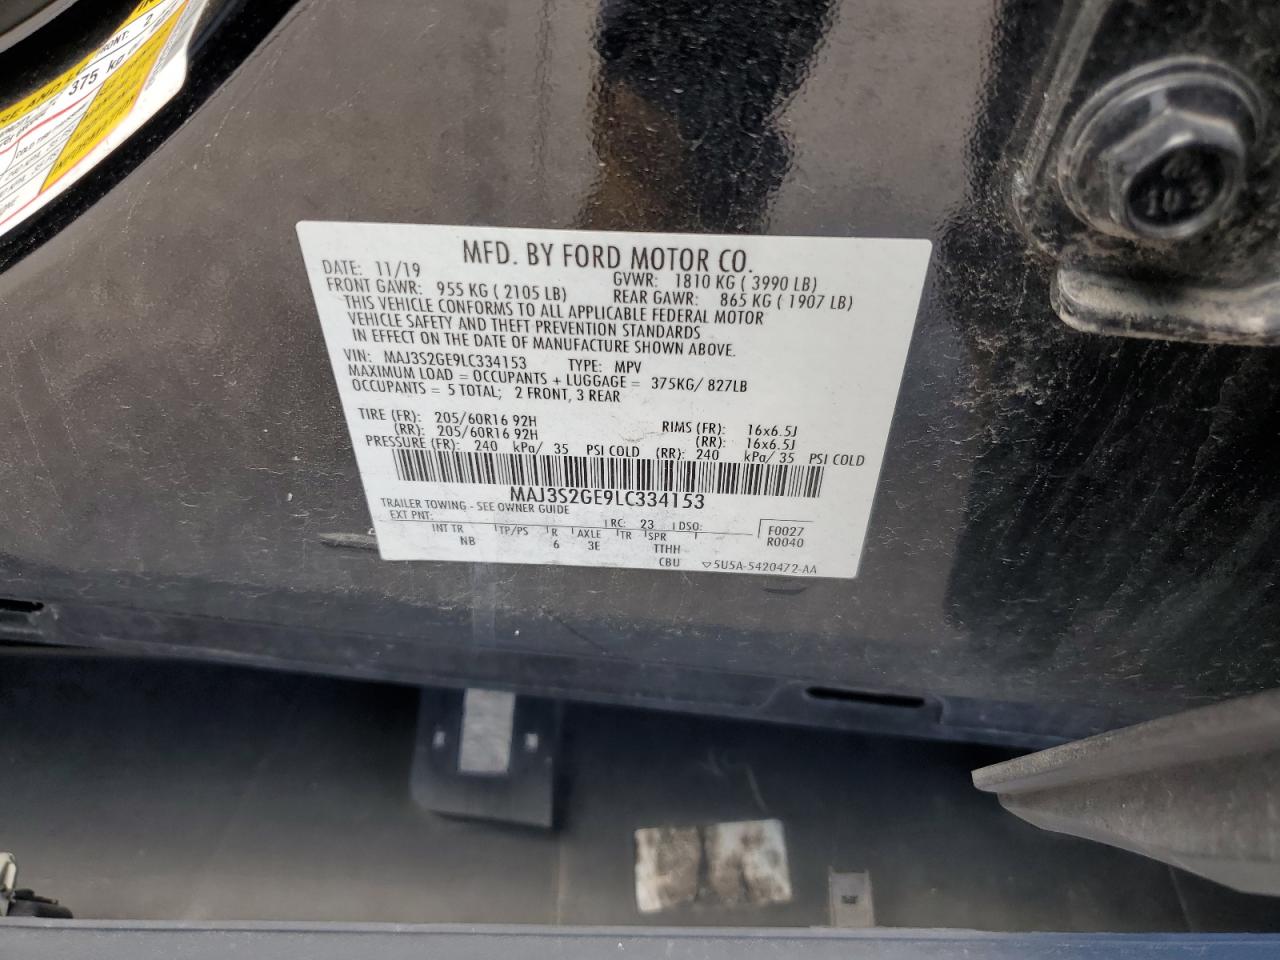 FRONT: 2
375 KG
MFD. BY FORD MOTOR CO.
DATE: 11/19 GVWR: 1810 KG ( 3990 LB)
FRONT GAWR: 955 KG ( 2105 LB) REAR GAWR: 865 KG ( 1907 LB)
THIS VEHICLE CONFORMS TO ALL APPLICABLE FEDERAL MOTOR
VEHICLE SAFETY AND THEFT PREVENTION STANDARDS
IN EFFECT ON THE DATE OF MANUFACTURE SHOWN ABOVE.
VIN: MAJ3S2GE9LC334153 TYPE: MPV
MAXIMUM LOAD = OCCUPANTS + LUGGAGE = 375KG/ 827LB
OCCUPANTS = 5 TOTAL; 2 FRONT, 3 REAR
TIRE (FR): 205/60R16 92H RIMS (FR): 16x6.5J
(RR): 205/60R16 92H (RR): 16x6.5J
PRESSURE (FR): 240 kPa/ 35 PSI COLD (RR): 240 kPa/ 35 PSI COLD
MAJ3S2GE9LC334153
TRAILER TOWING - SEE OWNER GUIDE
EXT PNT: RC: 23 DSO: F0027
INT TR TP/PS R AXLE TR SPR R0040
NB 6 3E TTHH
CBU ▽5U5A-5420472-AA
10.9